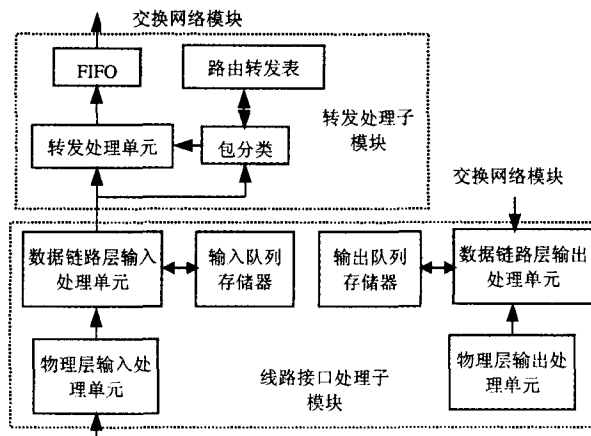 交换网络模块
FIFO
路由转发表
转发处理子
模块
转发处理单元
包分类
交换网络模块
数据链路层输入
处理单元
输入队列
存储器
输出队列
存储器
数据链路层输出
处理单元
物理层输入处
理单元
线路接口处理子
模块
物理层输出处
理单元